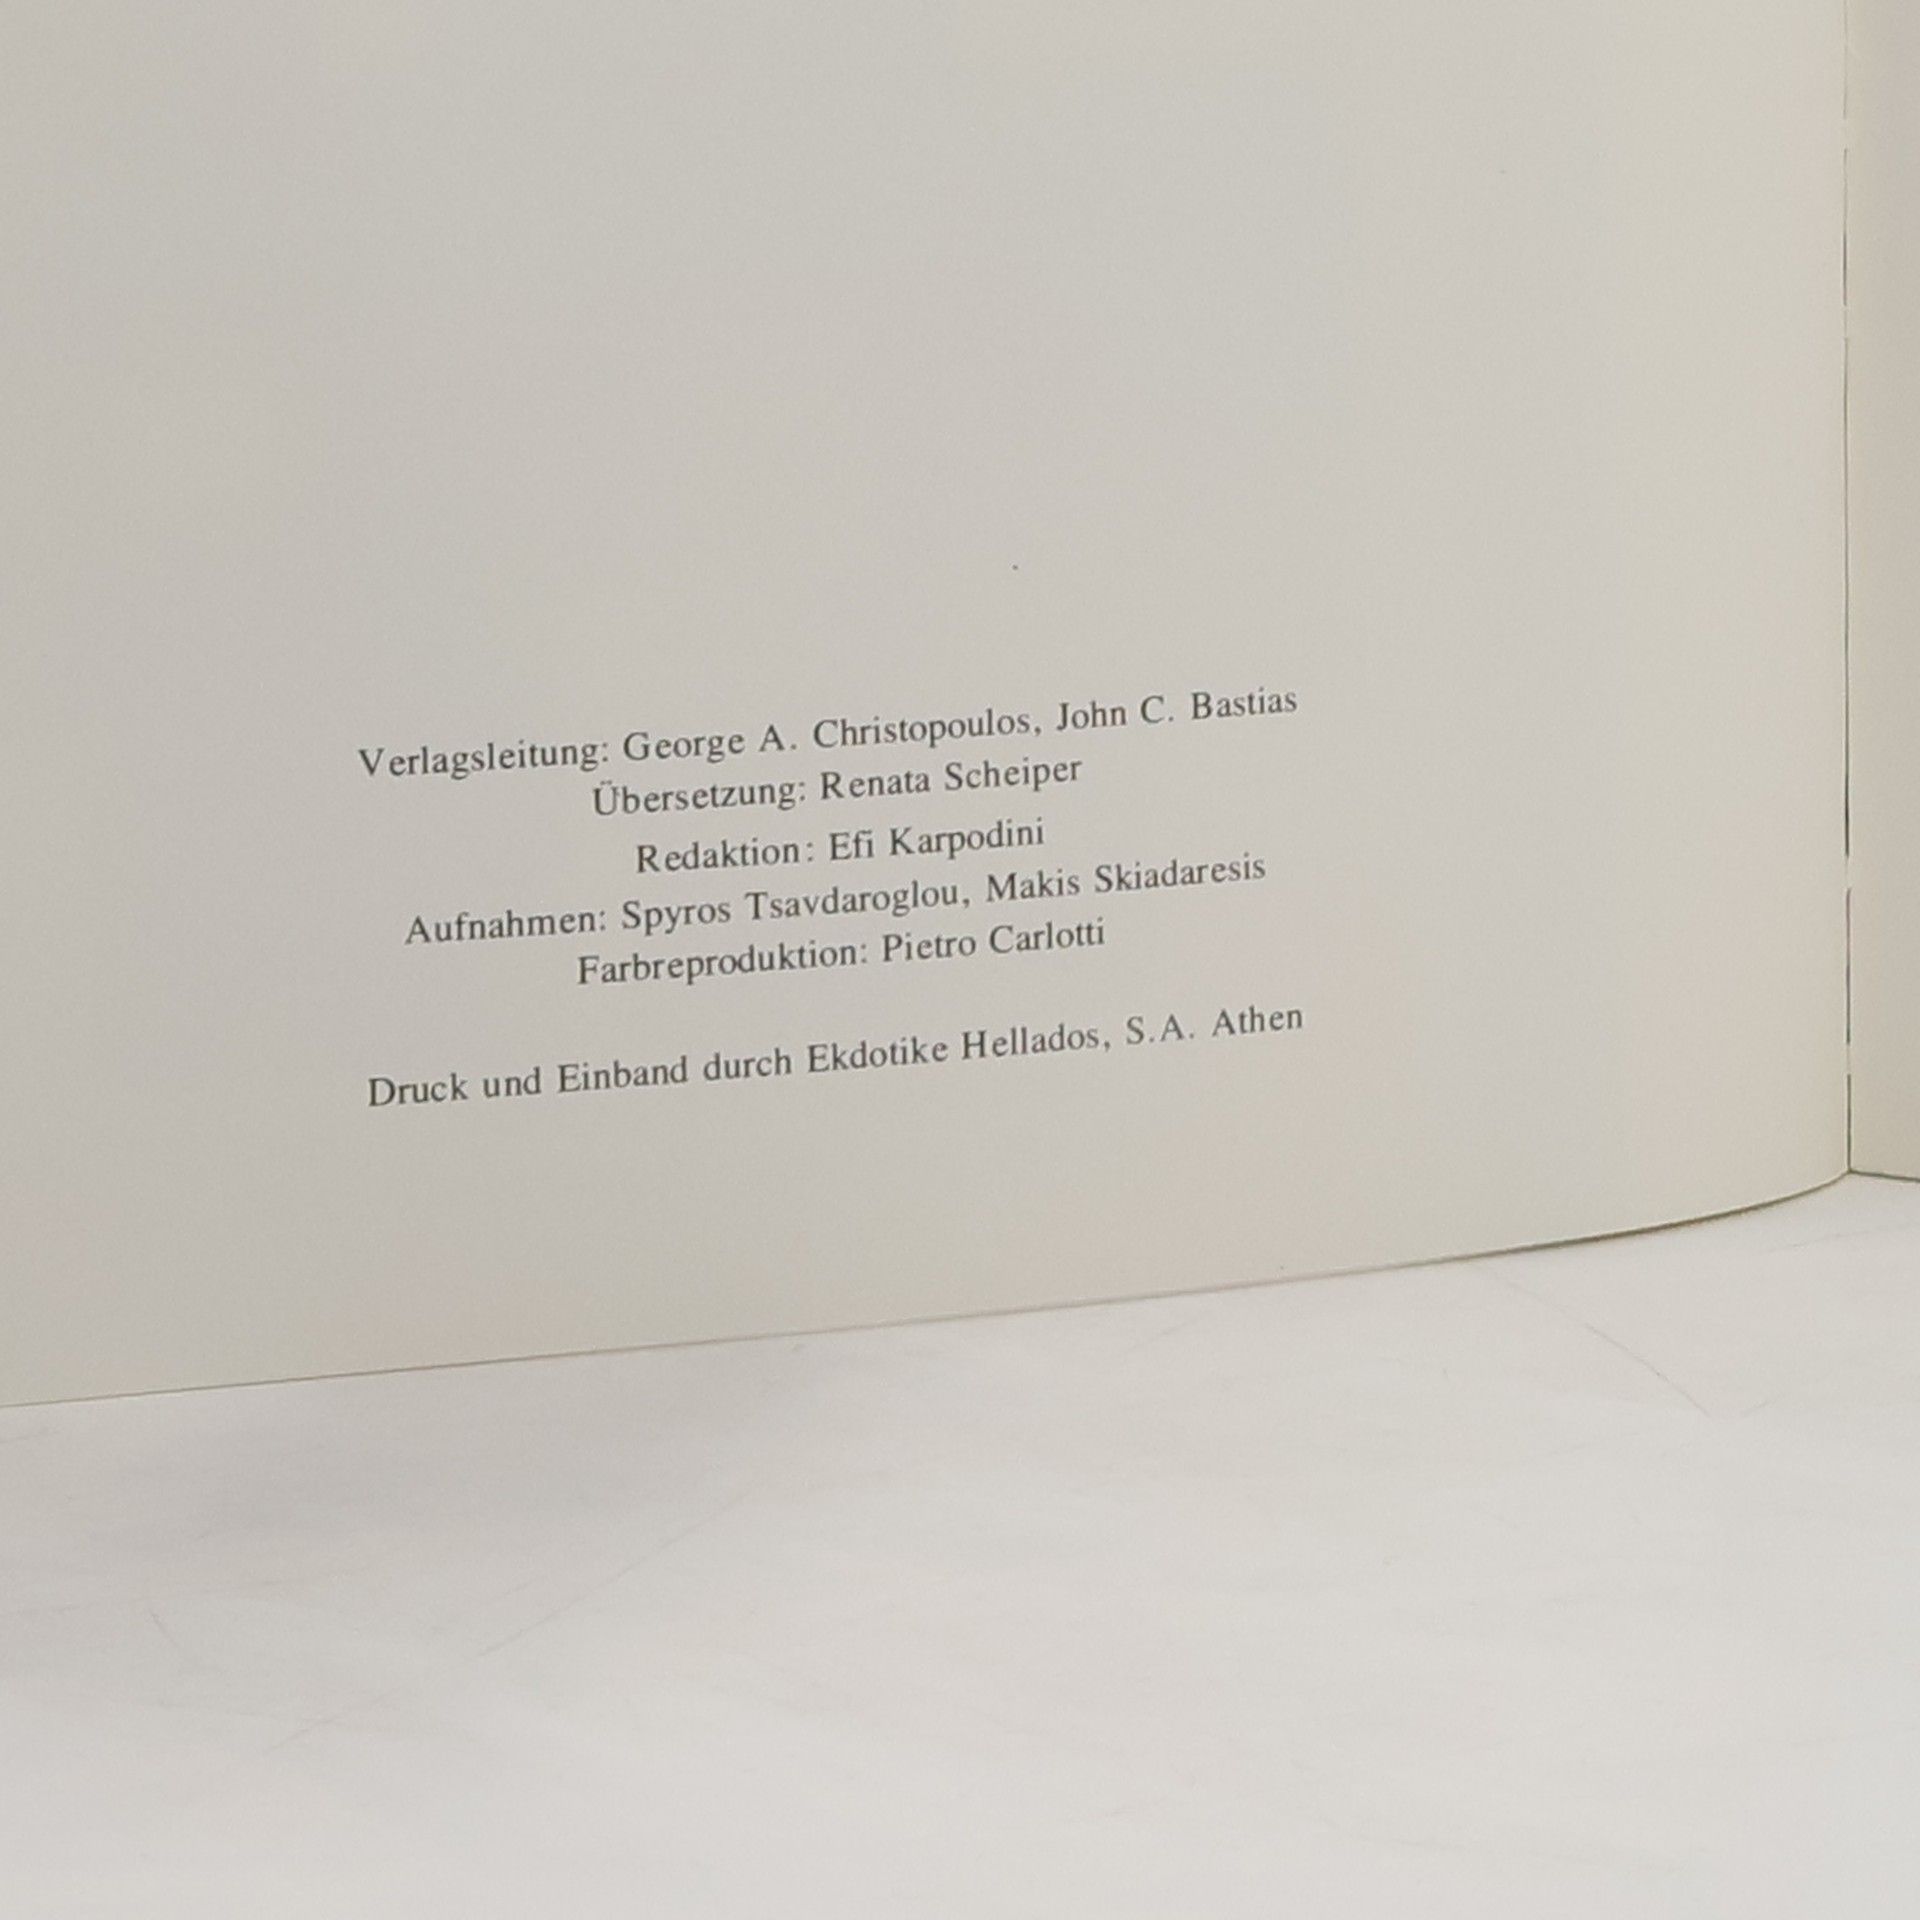 Verlagsleitung: George A. Christopoulos, John C. Bastias
Übersetzung: Renata Scheiper
Redaktion: Efi Karpodini
Aufnahmen: Spyros Tsavdaroglou, Makis Skiadaresis
Farbreproduktion: Pietro Carlotti
Druck und Einband durch Ekdotike Hellados, S.A. Athen